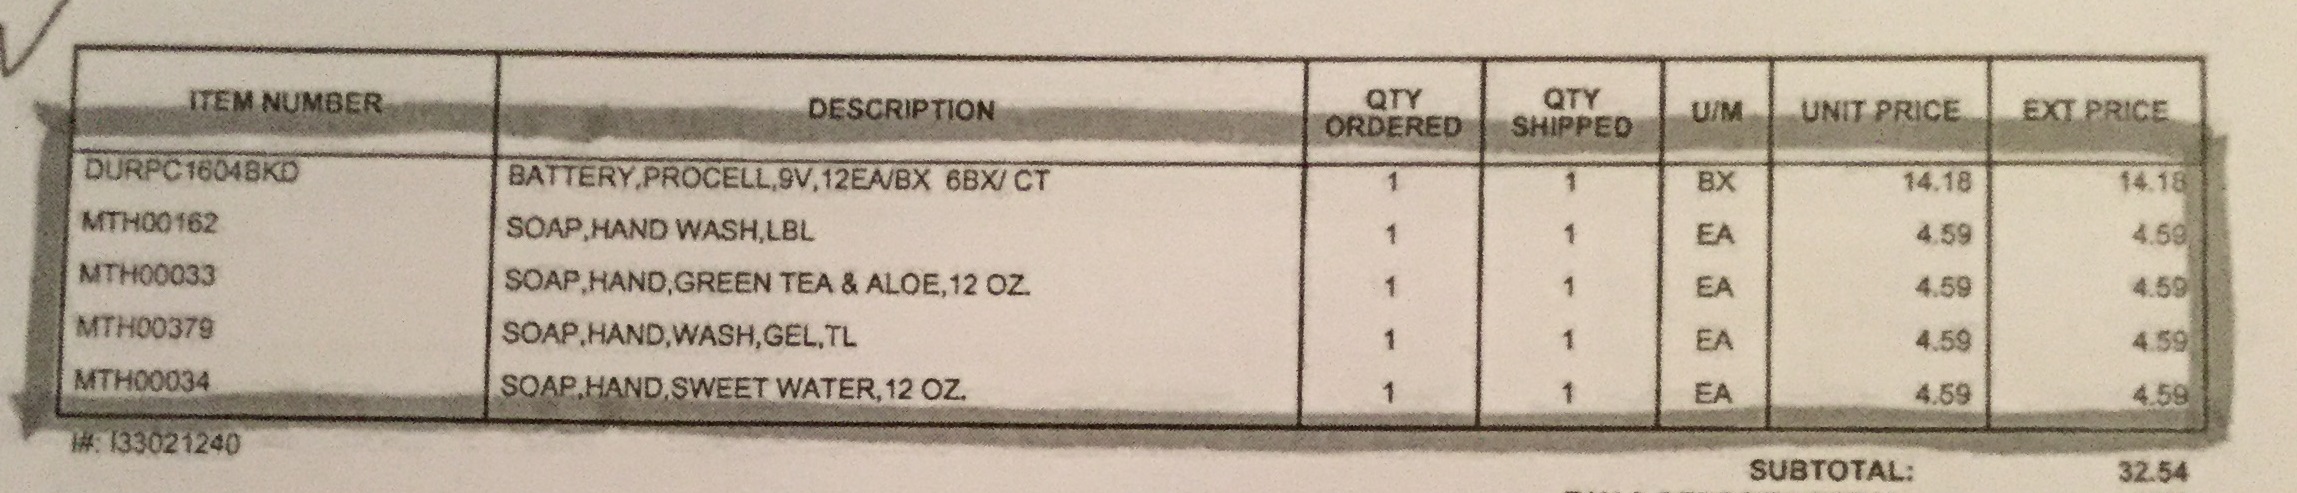 ITEM NUMBER DESCRIPTION QTY ORDERED QTY SHIPPED U/M UNIT PRICE EXT PRICE
DURPC1604BKD BATTERY,PROCELL,9V,12EA/BX 6BX/ CT 1 1 BX 14.18 14.18
MTH00162 SOAP,HAND WASH,LBL 1 1 EA 4.59 4.59
MTH00033 SOAP,HAND,GREEN TEA & ALOE,12 OZ. 1 1 EA 4.59 4.59
MTH00379 SOAP,HAND,WASH,GEL,TL 1 1 EA 4.59 4.59
MTH00034 SOAP,HAND,SWEET WATER,12 OZ. 1 1 EA 4.59 4.59
I#: I33021240
SUBTOTAL: 32.54